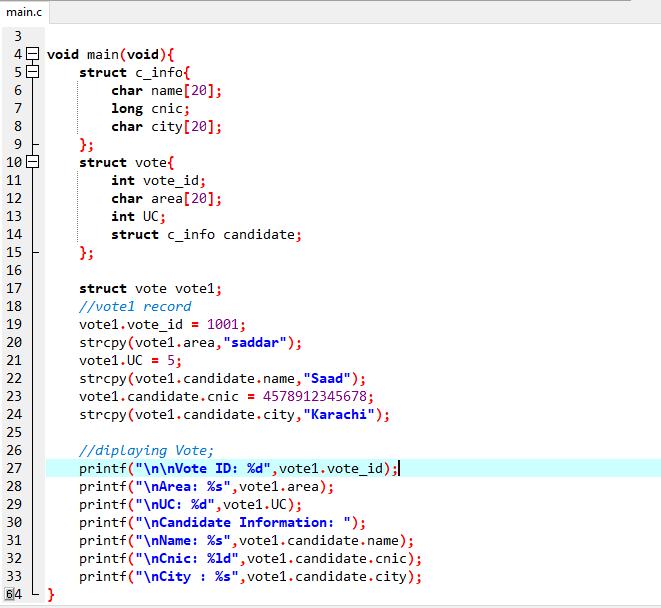 main.c
3
4 void main(void){
5 struct c_info{
6 char name[20];
7 long cnic;
8 char city[20];
9 };
10 struct vote{
11 int vote_id;
12 char area[20];
13 int UC;
14 struct c_info candidate;
15 };
16
17 struct vote vote1;
18 //vote1 record
19 vote1.vote_id = 1001;
20 strcpy(vote1.area,"saddar");
21 vote1.UC = 5;
22 strcpy(vote1.candidate.name,"Saad");
23 vote1.candidate.cnic = 4578912345678;
24 strcpy(vote1.candidate.city,"Karachi");
25
26 //diplaying Vote;
27 printf("\n\nVote ID: %d",vote1.vote_id);
28 printf("\nArea: %s",vote1.area);
29 printf("\nUC: %d",vote1.UC);
30 printf("\nCandidate Information: ");
31 printf("\nName: %s",vote1.candidate.name);
32 printf("\nCnic: %ld",vote1.candidate.cnic);
33 printf("\nCity : %s",vote1.candidate.city);
64 }